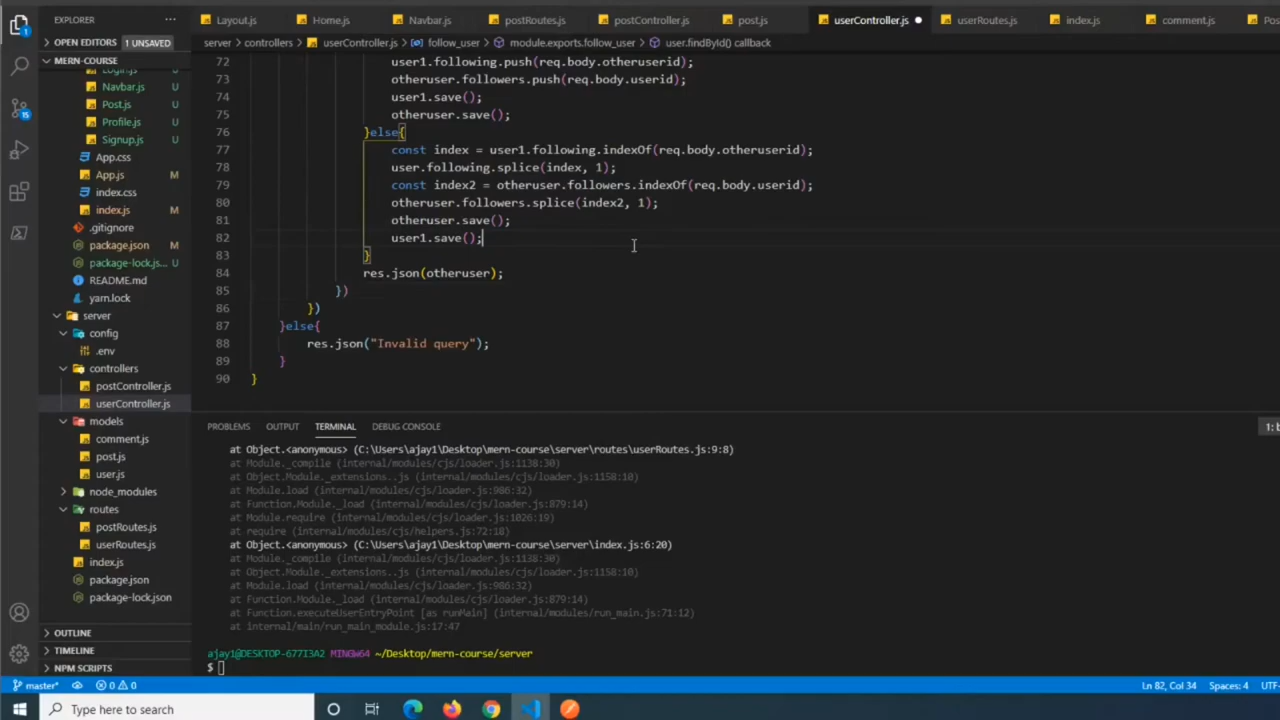 EXPLORER
Layout.js
Home.js
Navbar.js
postRoutes.js
postController.js
post.js
userController.js
userRoutes.js
index.js
comment.js
Po
OPEN EDITORS 1 UNSAVED
server > controllers > userController.js > follow_user > module.exports.follow_user > user.findById() callback
MERN-COURSE
Login.js U
Navbar.js U
Post.js U
Profile.js U
Signup.js U
App.css
App.js M
index.css
index.js M
.gitignore
package.json M
package-lock.js... U
README.md
yarn.lock
server
config
.env
controllers
postController.js
userController.js
models
comment.js
post.js
user.js
node_modules
routes
postRoutes.js
userRoutes.js
index.js
package.json
package-lock.json
OUTLINE
TIMELINE
NPM SCRIPTS
72 user1.following.push(req.body.otheruserid);
73 otheruser.followers.push(req.body.userid);
74 user1.save();
75 otheruser.save();
76 }else{
77 const index = user1.following.indexOf(req.body.otheruserid);
78 user.following.splice(index, 1);
79 const index2 = otheruser.followers.indexOf(req.body.userid);
80 otheruser.followers.splice(index2, 1);
81 otheruser.save();
82 user1.save();
83 }
84 res.json(otheruser);
85 })
86 })
87 }else{
88 res.json("Invalid query");
89 }
90 }
PROBLEMS OUTPUT TERMINAL DEBUG CONSOLE 1: b
at Object.<anonymous> (C:\Users\ajay1\Desktop\mern-course\server\routes\userRoutes.js:9:8)
at Module._compile (internal/modules/cjs/loader.js:1138:30)
at Object.Module._extensions..js (internal/modules/cjs/loader.js:1158:10)
at Module.load (internal/modules/cjs/loader.js:986:32)
at Function.Module._load (internal/modules/cjs/loader.js:879:14)
at Module.require (internal/modules/cjs/loader.js:1026:19)
at require (internal/modules/cjs/helpers.js:72:18)
at Object.<anonymous> (C:\Users\ajay1\Desktop\mern-course\server\index.js:6:20)
at Module._compile (internal/modules/cjs/loader.js:1138:30)
at Object.Module._extensions..js (internal/modules/cjs/loader.js:1158:10)
at Module.load (internal/modules/cjs/loader.js:986:32)
at Function.Module._load (internal/modules/cjs/loader.js:879:14)
at Function.executeUserEntryPoint [as runMain] (internal/modules/run_main.js:71:12)
at internal/main/run_main_module.js:17:47
ajay1@DESKTOP-677I3A2 MINGW64 ~/Desktop/mern-course/server
$
master* 0 0 Ln 82, Col 34 Spaces: 4 UTF-
Type here to search